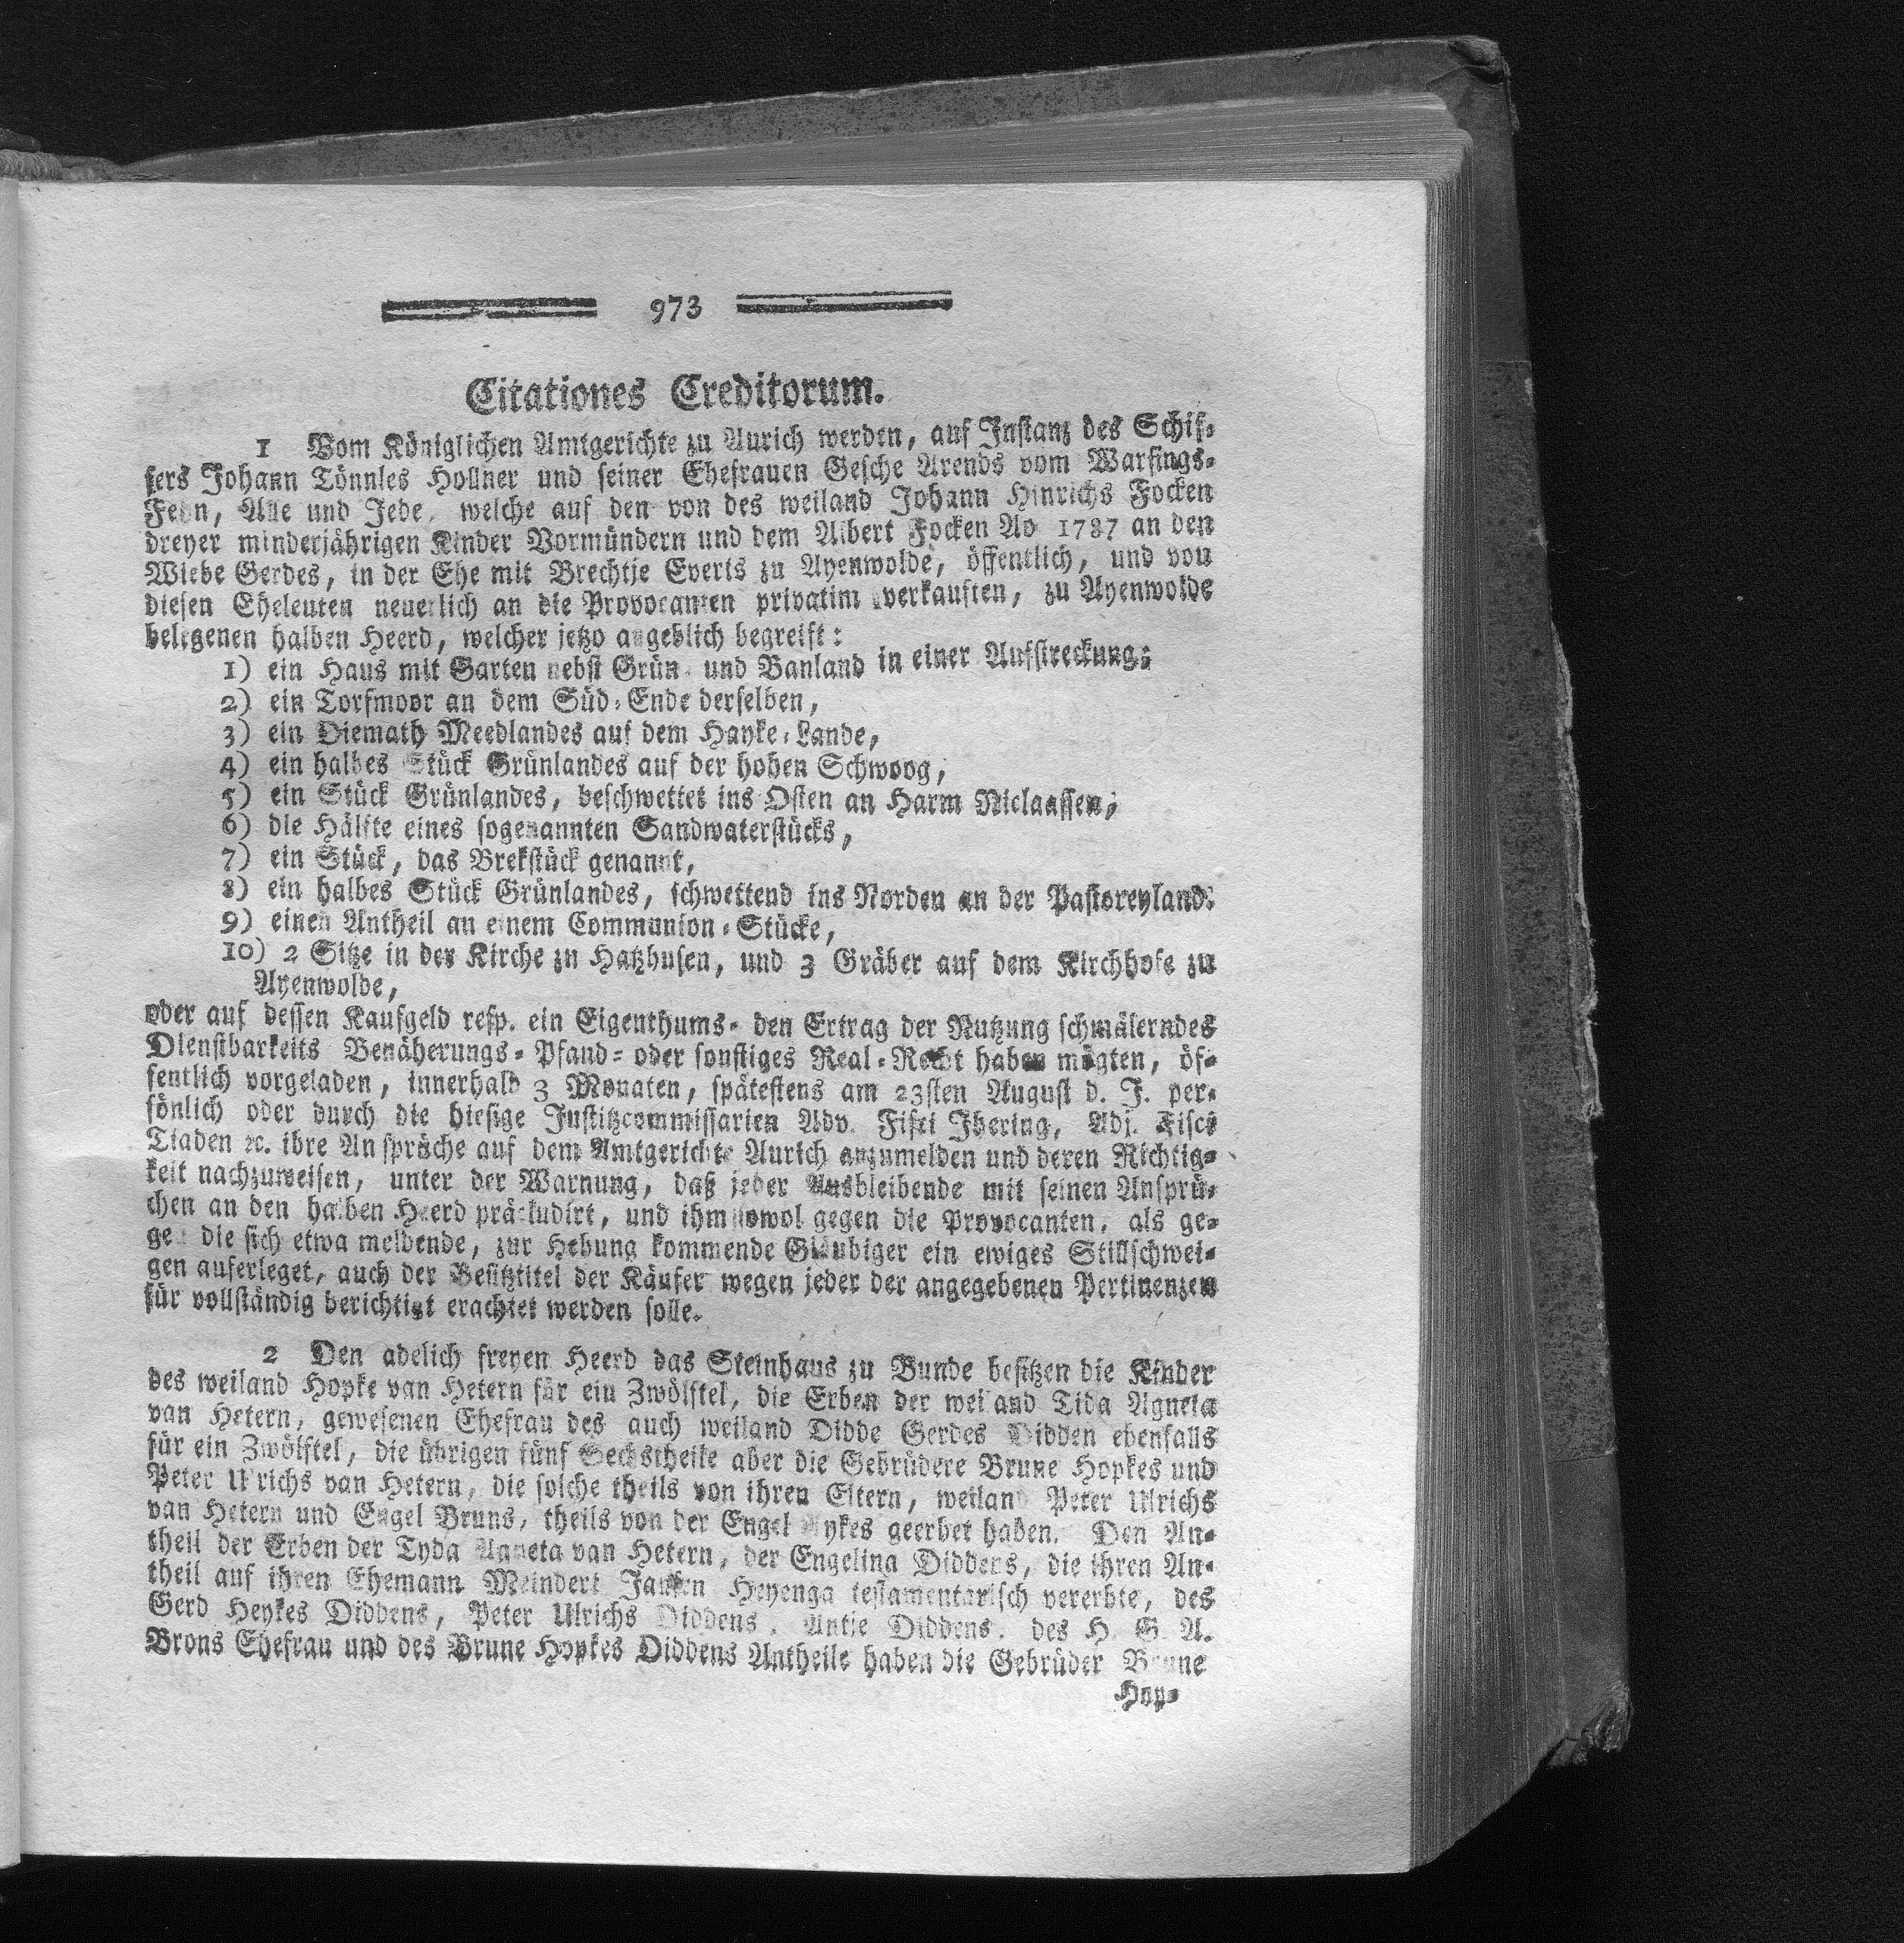 973
Citationes Creditorum.
1 Vom Königlichen Amtgerichte zu Aurich werden, auf Instanz des Schif-
fers Johann Tönnies Hollner und seiner Ehefrauen Gesche Arends vom Warsings-
Fehn, Alle und Jede, welche auf den von des weiland Johann Hinrichs Focken
dreyer minderjährigen Kinder Vormündern und dem Albert Focken Ao 1787 an den
Wiebe Gerdes, in der Ehe mit Brechtje Everts zu Ayenwolde, öffentlich, und von
diesen Eheleuten neuerlich an die Provocanten privatim verkauften, zu Ayenwolde
belegenen halben Heerd, welcher jetzo angeblich begreift:
1) ein Haus mit Garten nebst Grün- und Bauland in einer Aufstreckung;
2) ein Torfmoor an dem Süd-Ende derselben,
3) ein Diemath Meedlandes auf dem Hayke-Lande,
4) ein halbes Stück Grünlandes auf der hohen Schwoog,
5) ein Stück Grünlandes, beschwettet ins Osten an Harm Niclaassen,
6) die Hälfte eines sogenannten Sandwaterstücks,
7) ein Stück, das Brekstück genannt,
8) ein halbes Stück Grünlandes, schwettend ins Norden an der Pastoreyland.
9) einen Antheil an einem Communion-Stücke,
10) 2 Sitze in der Kirche zu Hatzhusen, und 3 Gräber auf dem Kirchhofe zu
Ayenwolde,
oder auf dessen Kaufgeld resp. ein Eigenthums- den Ertrag der Nutzung schmälerndes
Dienstbarkeits Benäherungs- Pfand- oder sonstiges Real-Recht haben mögten, öf-
fentlich vorgeladen, innerhalb 3 Monaten, spätestens am 23sten August d. J. per-
sönlich oder durch die hiesige Justitzcommissarien Adv. Fisci Ihering, Adj. Fisci
Tiaden ꝛc. ihre Ansprüche auf dem Amtgerichte Aurich anzumelden und deren Richtig-
keit nachzuweisen, unter der Warnung, daß jeder Ausbleibende mit seinen Ansprü-
chen an den halben Heerd präkludirt, und ihm sowol gegen die Provocanten, als ge-
gen die sich etwa meldende, zur Hebung kommende Gläubiger ein ewiges Stillschwei-
gen auferleget, auch der Besitztitel der Käufer wegen jeder der angegebenen Pertinenzen
für vollständig berichtigt erachtet werden solle.
2 Den adelich freyen Heerd das Steinhaus zu Bunde besitzen die Kinder
des weiland Hopke van Hetern für ein Zwölftel, die Erben der weiland Tida Agneta
van Hetern, gewesenen Ehefrau des auch weiland Didde Gerdes Didden ebenfalls
für ein Zwölftel, die übrigen fünf Sechstheile aber die Gebrüdere Brune Hopkes und
Peter Ulrichs van Hetern, die solche theils von ihren Eltern, weiland Peter Ulrichs
van Hetern und Engel Bruns, theils von der Engel geerbet haben. Den An-
theil der Erben der Tyda Agneta van Hetern, der Engelina Diddens, die ihren An-
theil auf ihren Ehemann Meindert Janssen Heyenga testamentarisch vererbte, des
Gerd Heykes Diddens, Peter Ulrichs Diddens, Antje Diddens, des H. G. A.
Brons Ehefrau und des Brune Hopkes Diddens Antheile haben die Gebrüder Brune
Hop-